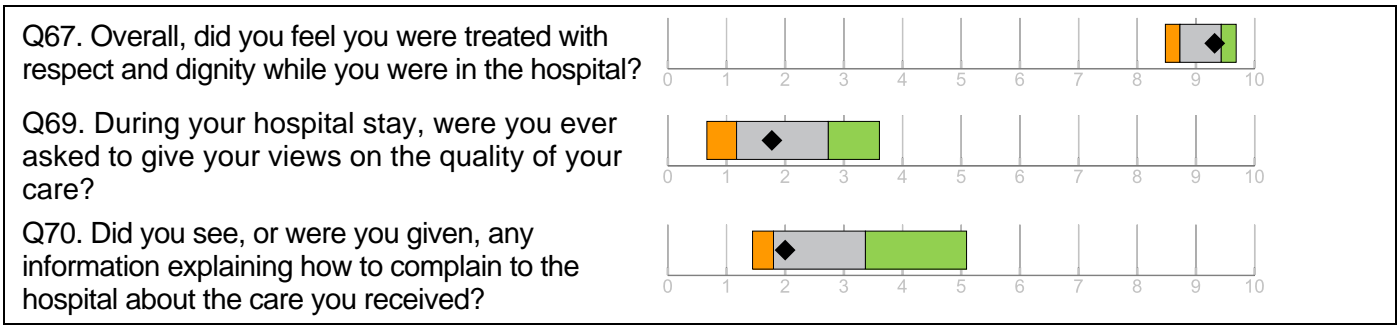 Q67. Overall, did you feel you were treated with
respect and dignity while you were in the hospital?
0 1 2 3 4 5 6 7 8 9 10
Q69. During your hospital stay, were you ever
asked to give your views on the quality of your
care?
0 1 2 3 4 5 6 7 8 9 10
Q70. Did you see, or were you given, any
information explaining how to complain to the
hospital about the care you received?
0 1 2 3 4 5 6 7 8 9 10